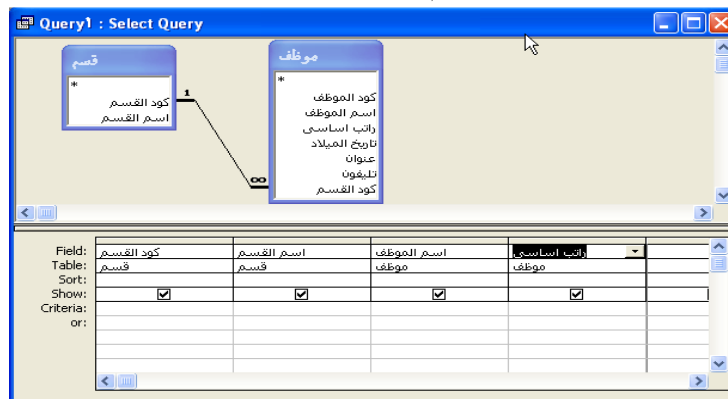 Query1 : Select Query
قسم
*
كود القسم
اسم القسم
1
∞
موظف
*
كود الموظف
اسم الموظف
راتب اساسى
تاريخ الميلاد
عنوان
تليفون
كود القسم
Field: كود القسم اسم القسم اسم الموظف راتب اساسى
Table: قسم قسم موظف موظف
Sort:
Show:
Criteria:
or: